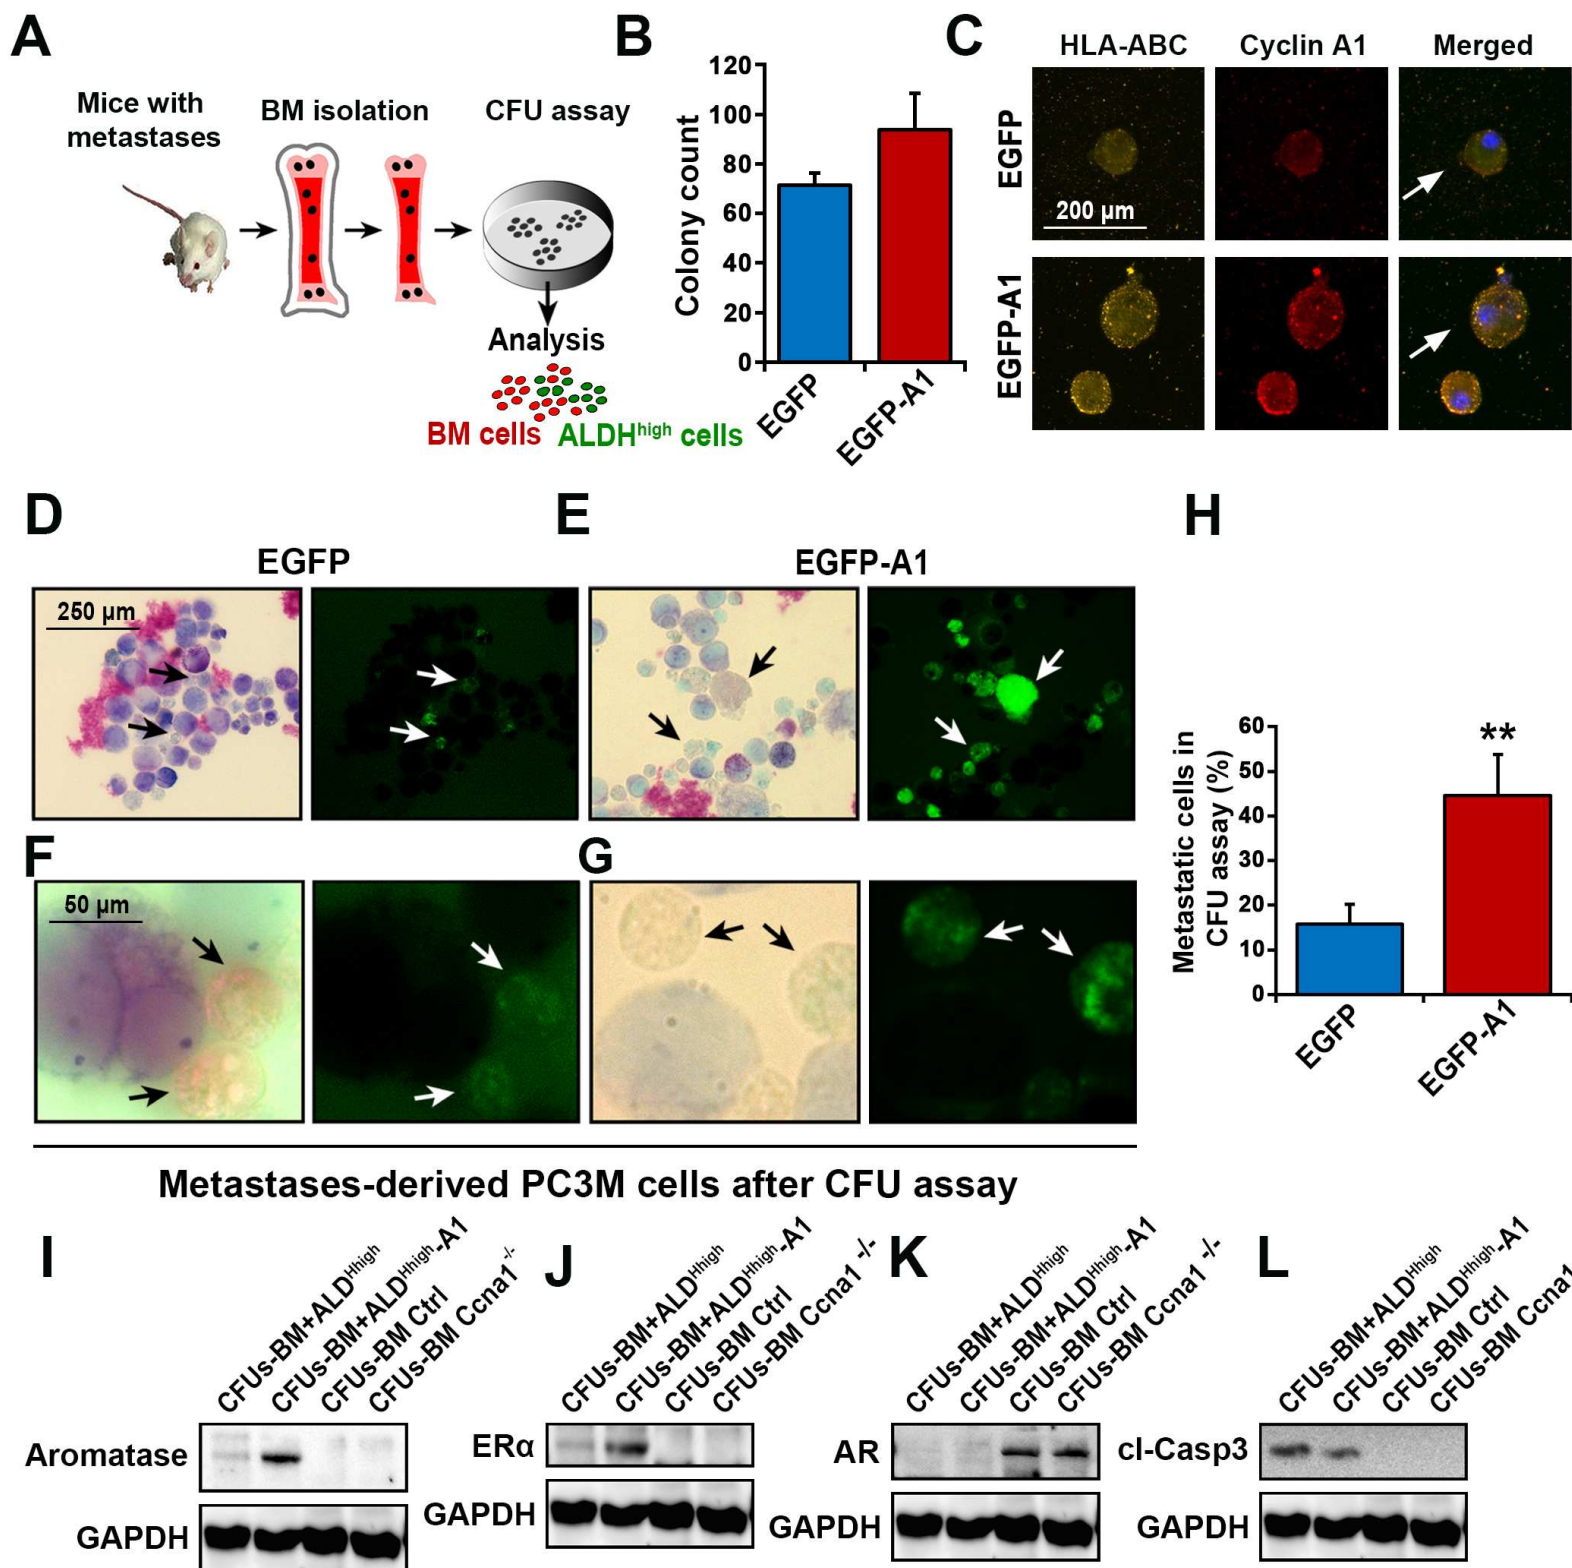 A
Mice with
metastases
BM isolation
CFU assay
Analysis
BM cells
ALDHhigh cells
B
Colony count
120
100
80
60
40
20
0
EGFP
EGFP-A1
C
HLA-ABC
Cyclin A1
Merged
EGFP
200 µm
EGFP-A1
D
EGFP
250 µm
E
EGFP-A1
F
50 µm
G
H
Metastatic cells in
CFU assay (%)
60
50
40
30
20
10
0
**
EGFP
EGFP-A1
Metastases-derived PC3M cells after CFU assay
I
CFUs-BM+ALDHhigh
CFUs-BM+ALDHhigh-A1
CFUs-BM Ctrl
CFUs-BM Ccna1-/-
Aromatase
GAPDH
J
CFUs-BM+ALDHhigh
CFUs-BM+ALDHhigh-A1
CFUs-BM Ctrl
CFUs-BM Ccna1 -/-
ERα
GAPDH
K
CFUs-BM+ALDHhigh
CFUs-BM+ALDHhigh-A1
CFUs-BM Ctrl
CFUs-BM Ccna1 -/-
AR
GAPDH
L
CFUs-BM+ALDHhigh
CFUs-BM+ALDHhigh-A1
CFUs-BM Ctrl
CFUs-BM Ccna1
cl-Casp3
GAPDH